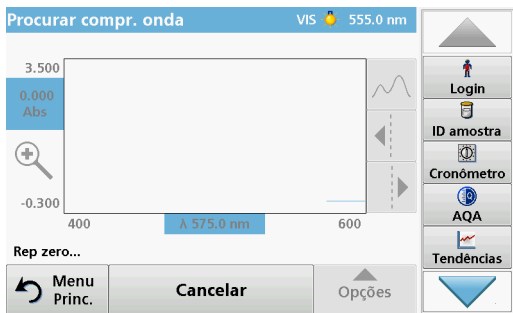 Procurar compr. onda VIS 555.0 nm
3.500
0.000
Abs
-0.300
400 λ 575.0 nm 600
Rep zero...
Menu
Princ.
Cancelar
Opções
Login
ID amostra
Cronômetro
AQA
Tendências